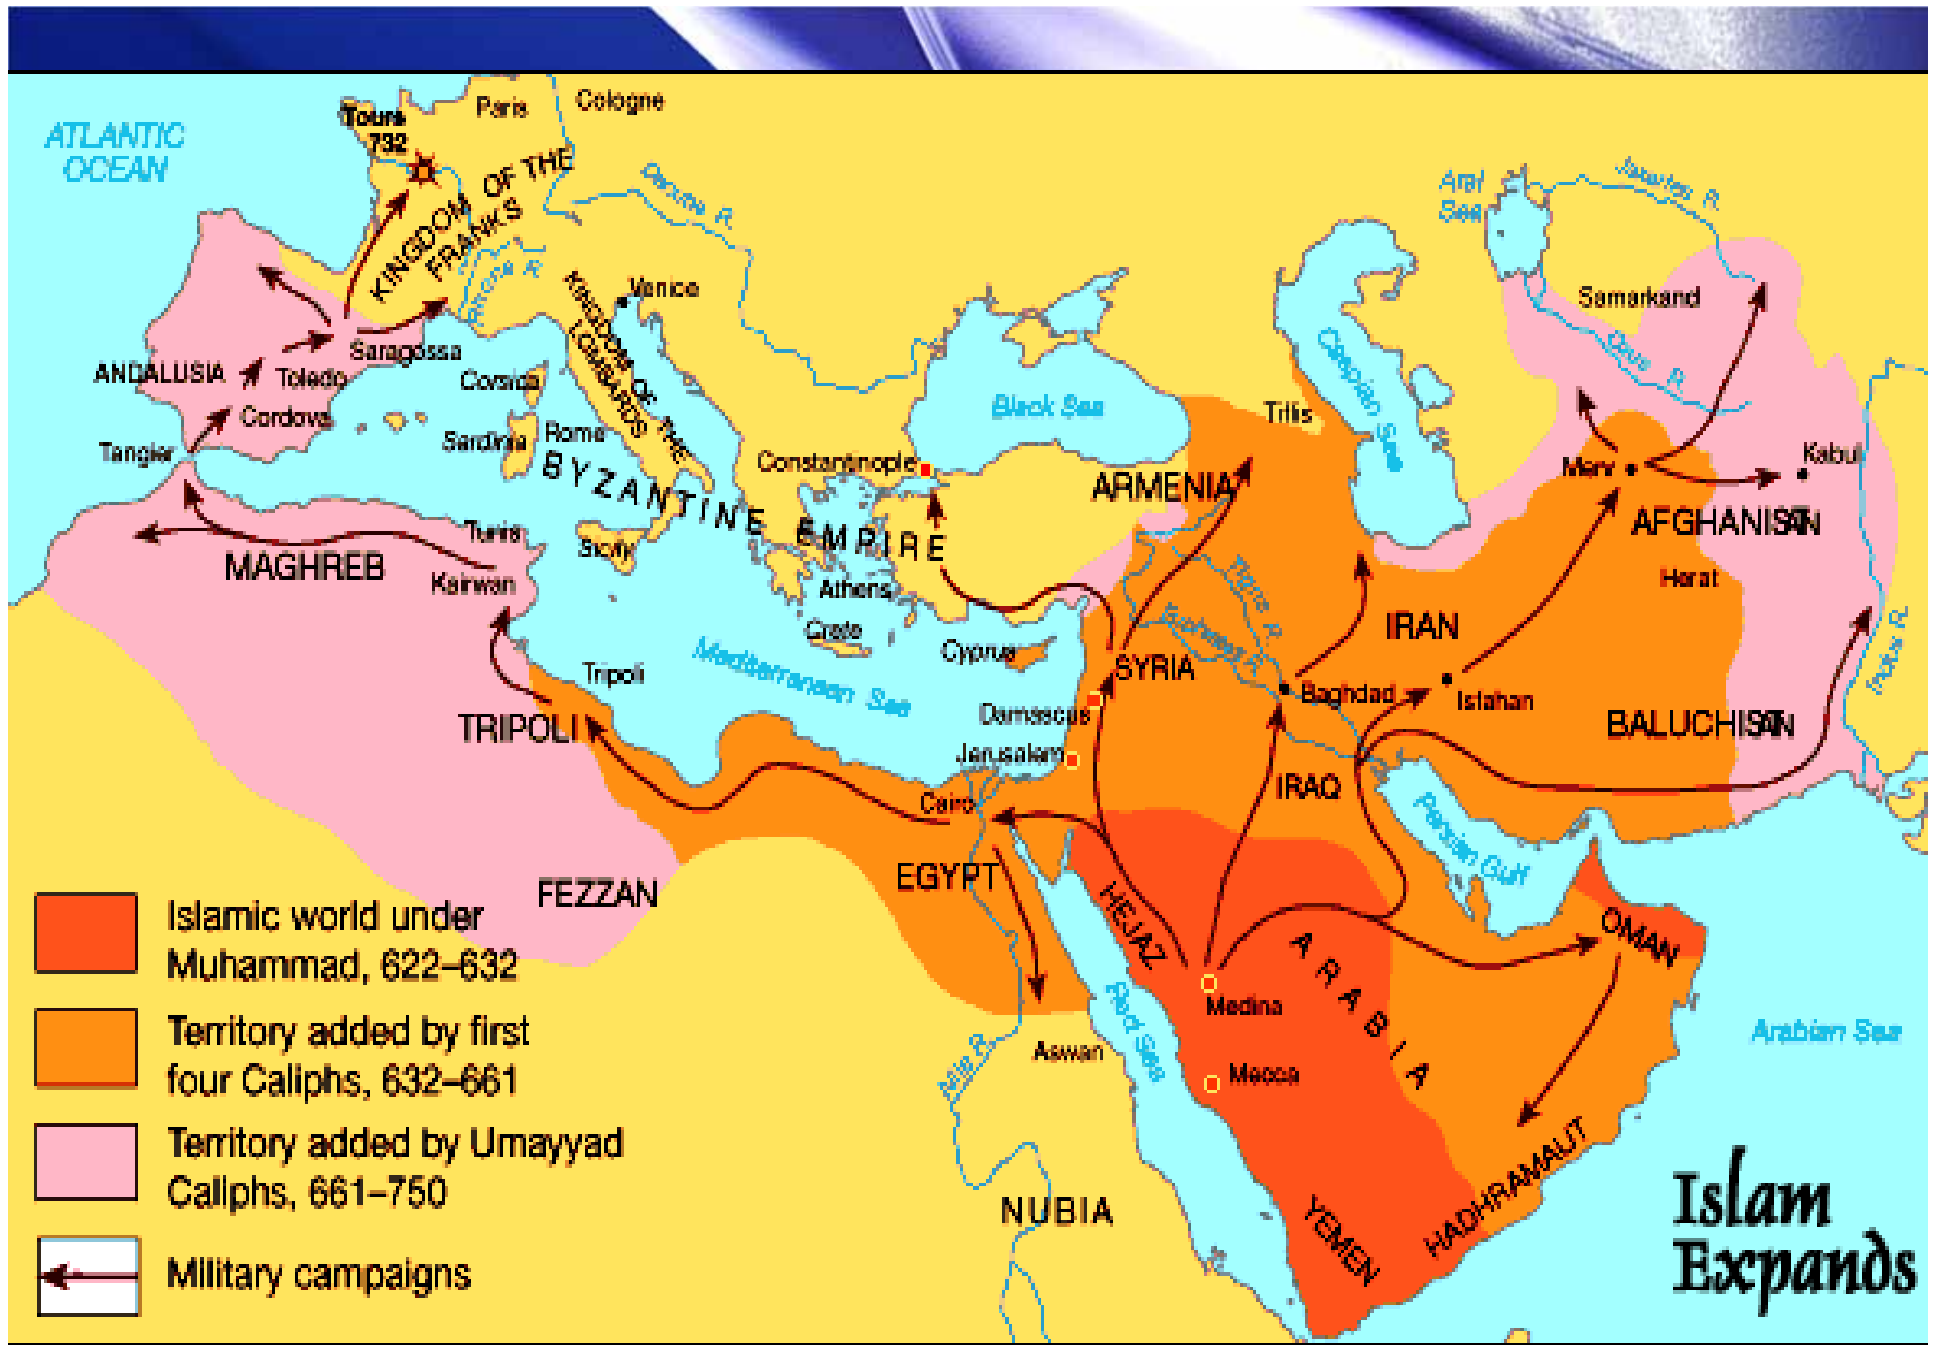 ATLANTIC
OCEAN
Tours
732
Paris
Cologne
KINGDOM OF THE
FRANKS
Danube R.
Rhone R.
Venice
KINGDOM OF THE
LOMBARDS
Aral
Sea
Jaxartes R.
Samarkand
Oxus R.
Caspian Sea
Black Sea
Tiflis
ANDALUSIA
Saragossa
Toledo
Cordova
Tangier
Corsica
Sardinia
Rome
BYZANTINE EMPIRE
Constantinople
ARMENIA
Merv
Kabul
AFGHANISTAN
Herat
MAGHREB
Tunis
Kairwan
Sicily
Athens
Crete
Cyprus
Mediterranean Sea
Tigris R.
Euphrates R.
IRAN
SYRIA
Tripoli
TRIPOLI
Damascus
Jerusalem
Baghdad
Isfahan
BALUCHISTAN
Indus R.
Cairo
IRAQ
Persian Gulf
EGYPT
FEZZAN
HEJAZ
ARABIA
OMAN
Medina
Red Sea
Arabian Sea
Aswan
Mecca
Nile R.
NUBIA
YEMEN
HADHRAMAUT
Islamic world under
Muhammad, 622–632
Territory added by first
four Caliphs, 632–661
Territory added by Umayyad
Caliphs, 661–750
Military campaigns
Islam
Expands